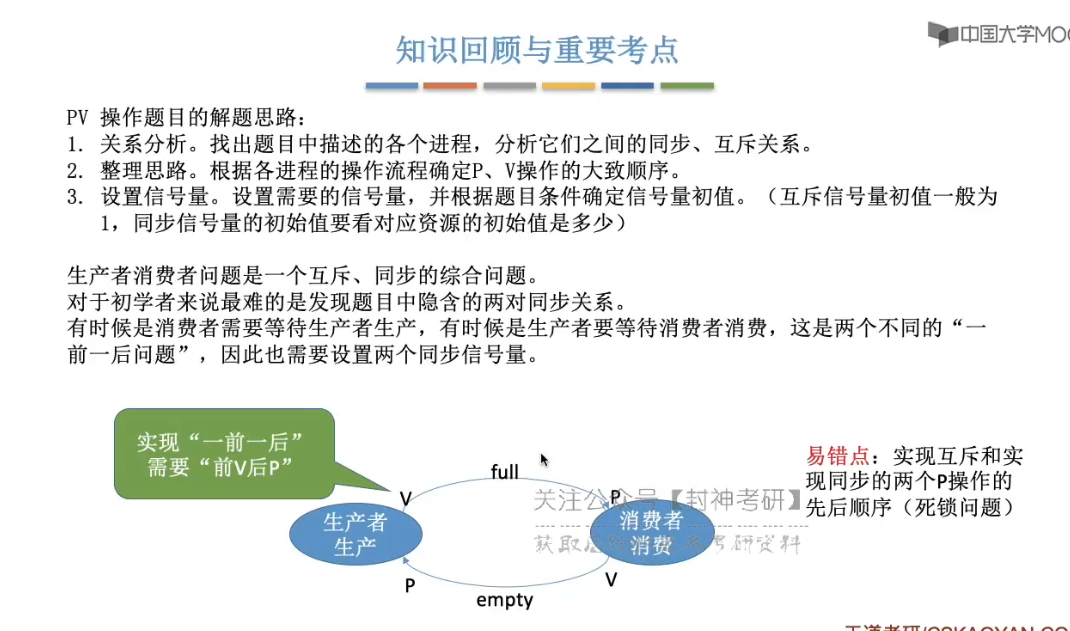 中国大学MOO
知识回顾与重要考点
PV 操作题目的解题思路：
1. 关系分析。找出题目中描述的各个进程，分析它们之间的同步、互斥关系。
2. 整理思路。根据各进程的操作流程确定P、V操作的大致顺序。
3. 设置信号量。设置需要的信号量，并根据题目条件确定信号量初值。（互斥信号量初值一般为
1，同步信号量的初始值要看对应资源的初始值是多少）
生产者消费者问题是一个互斥、同步的综合问题。
对于初学者来说最难的是发现题目中隐含的两对同步关系。
有时候是消费者需要等待生产者生产，有时候是生产者要等待消费者消费，这是两个不同的“一
前一后问题”，因此也需要设置两个同步信号量。
实现“一前一后”
需要“前V后P”
full
V
P
关注公众号【封神考研】
生产者
生产
消费者
消费
获取
考研资料
P
V
empty
易错点：实现互斥和实
现同步的两个P操作的
先后顺序（死锁问题）
王道考研/CSKAOYAN.CO